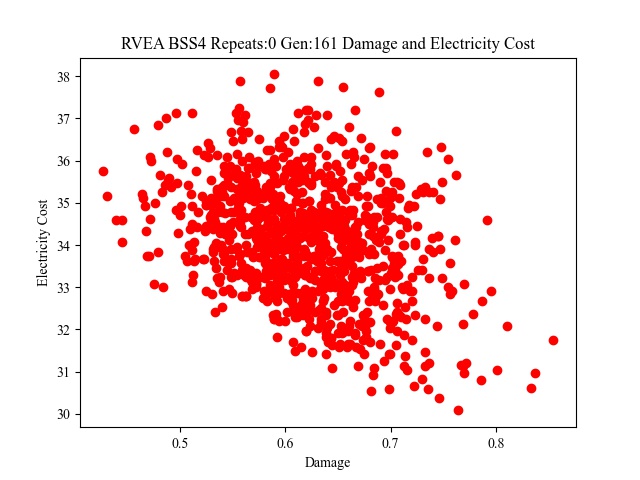 RVEA BSS4 Repeats:0 Gen:161 Damage and Electricity Cost
38
37
36
35
34
33
32
31
30
Electricity Cost
0.5 0.6 0.7 0.8
Damage